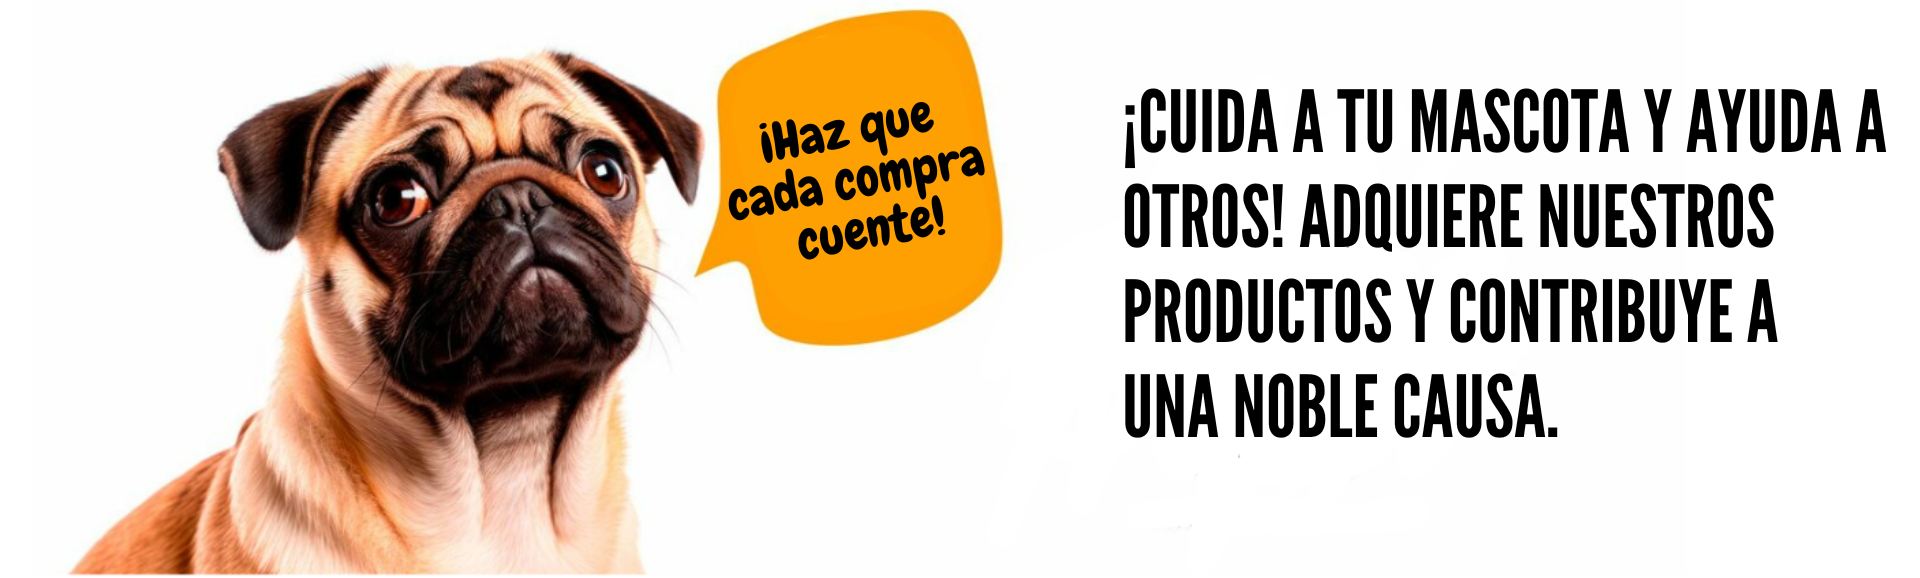 ¡Haz que
cada compra
cuente!
¡CUIDA A TU MASCOTA Y AYUDA A
OTROS! ADQUIERE NUESTROS
PRODUCTOS Y CONTRIBUYE A
UNA NOBLE CAUSA.